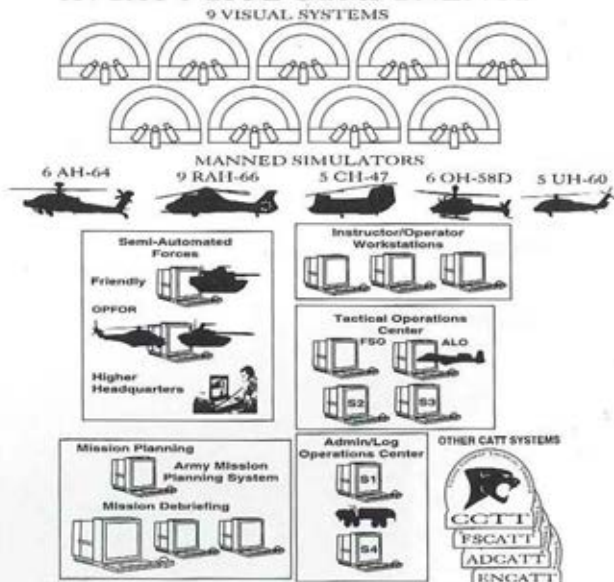 9 VISUAL SYSTEMS
MANNED SIMULATORS
6 AH-64
9 RAH-66
5 CH-47
6 OH-58D
5 UH-60
Semi-Automated
Forces
Friendly
OPFOR
Higher
Headquarters
Instructor/Operator
Workstations
Tactical Operations
Center
FSO
ALO
S2
S3
Mission Planning
Army Mission
Planning System
Mission Debriefing
Admin/Log
Operations Center
S1
S4
OTHER CATT SYSTEMS
CCTT
FSCATT
ADCATT
ENCATT